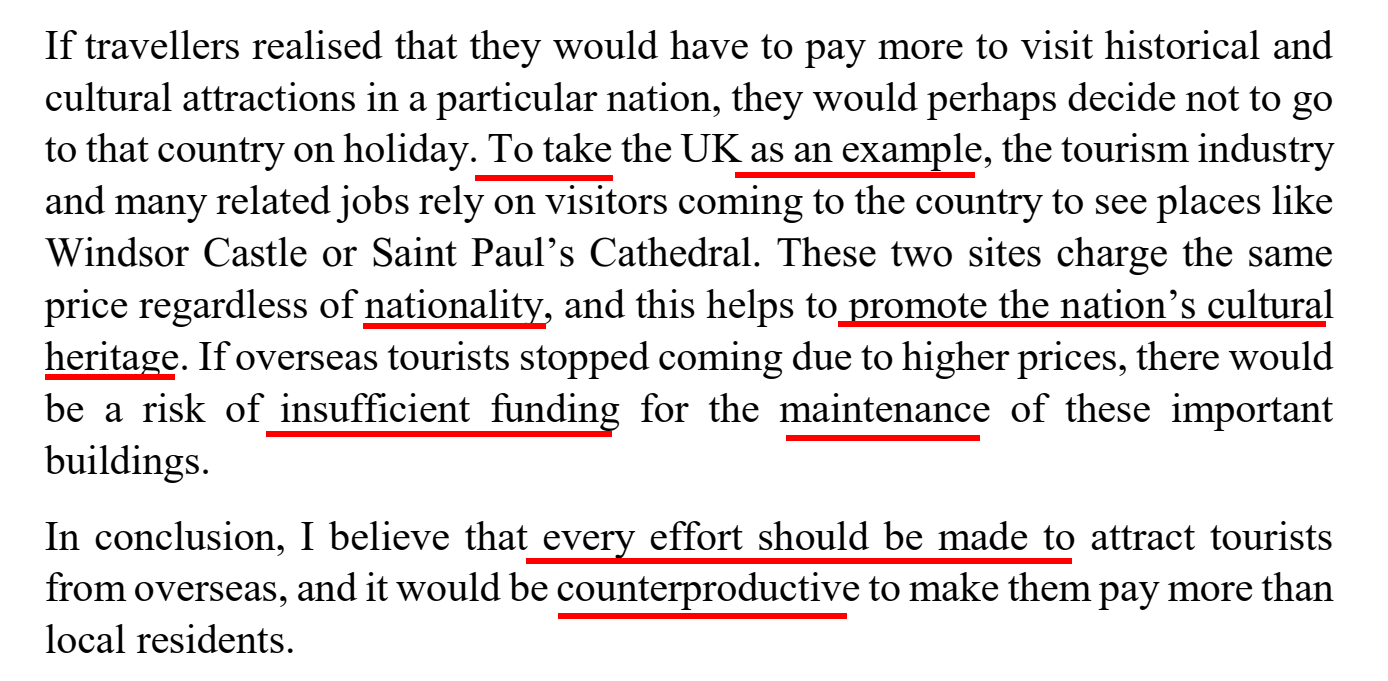 If travellers realised that they would have to pay more to visit historical and
cultural attractions in a particular nation, they would perhaps decide not to go
to that country on holiday. To take the UK as an example, the tourism industry
and many related jobs rely on visitors coming to the country to see places like
Windsor Castle or Saint Paul’s Cathedral. These two sites charge the same
price regardless of nationality, and this helps to promote the nation’s cultural
heritage. If overseas tourists stopped coming due to higher prices, there would
be a risk of insufficient funding for the maintenance of these important
buildings.
In conclusion, I believe that every effort should be made to attract tourists
from overseas, and it would be counterproductive to make them pay more than
local residents.